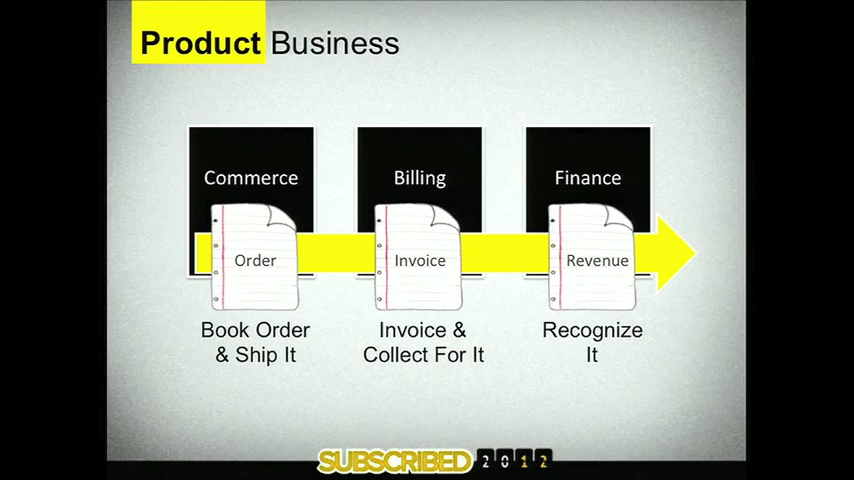 Product Business
Commerce
Billing
Finance
Order
Invoice
Revenue
Book Order
& Ship It
Invoice &
Collect For It
Recognize
It
SUBSCRIBED 2012